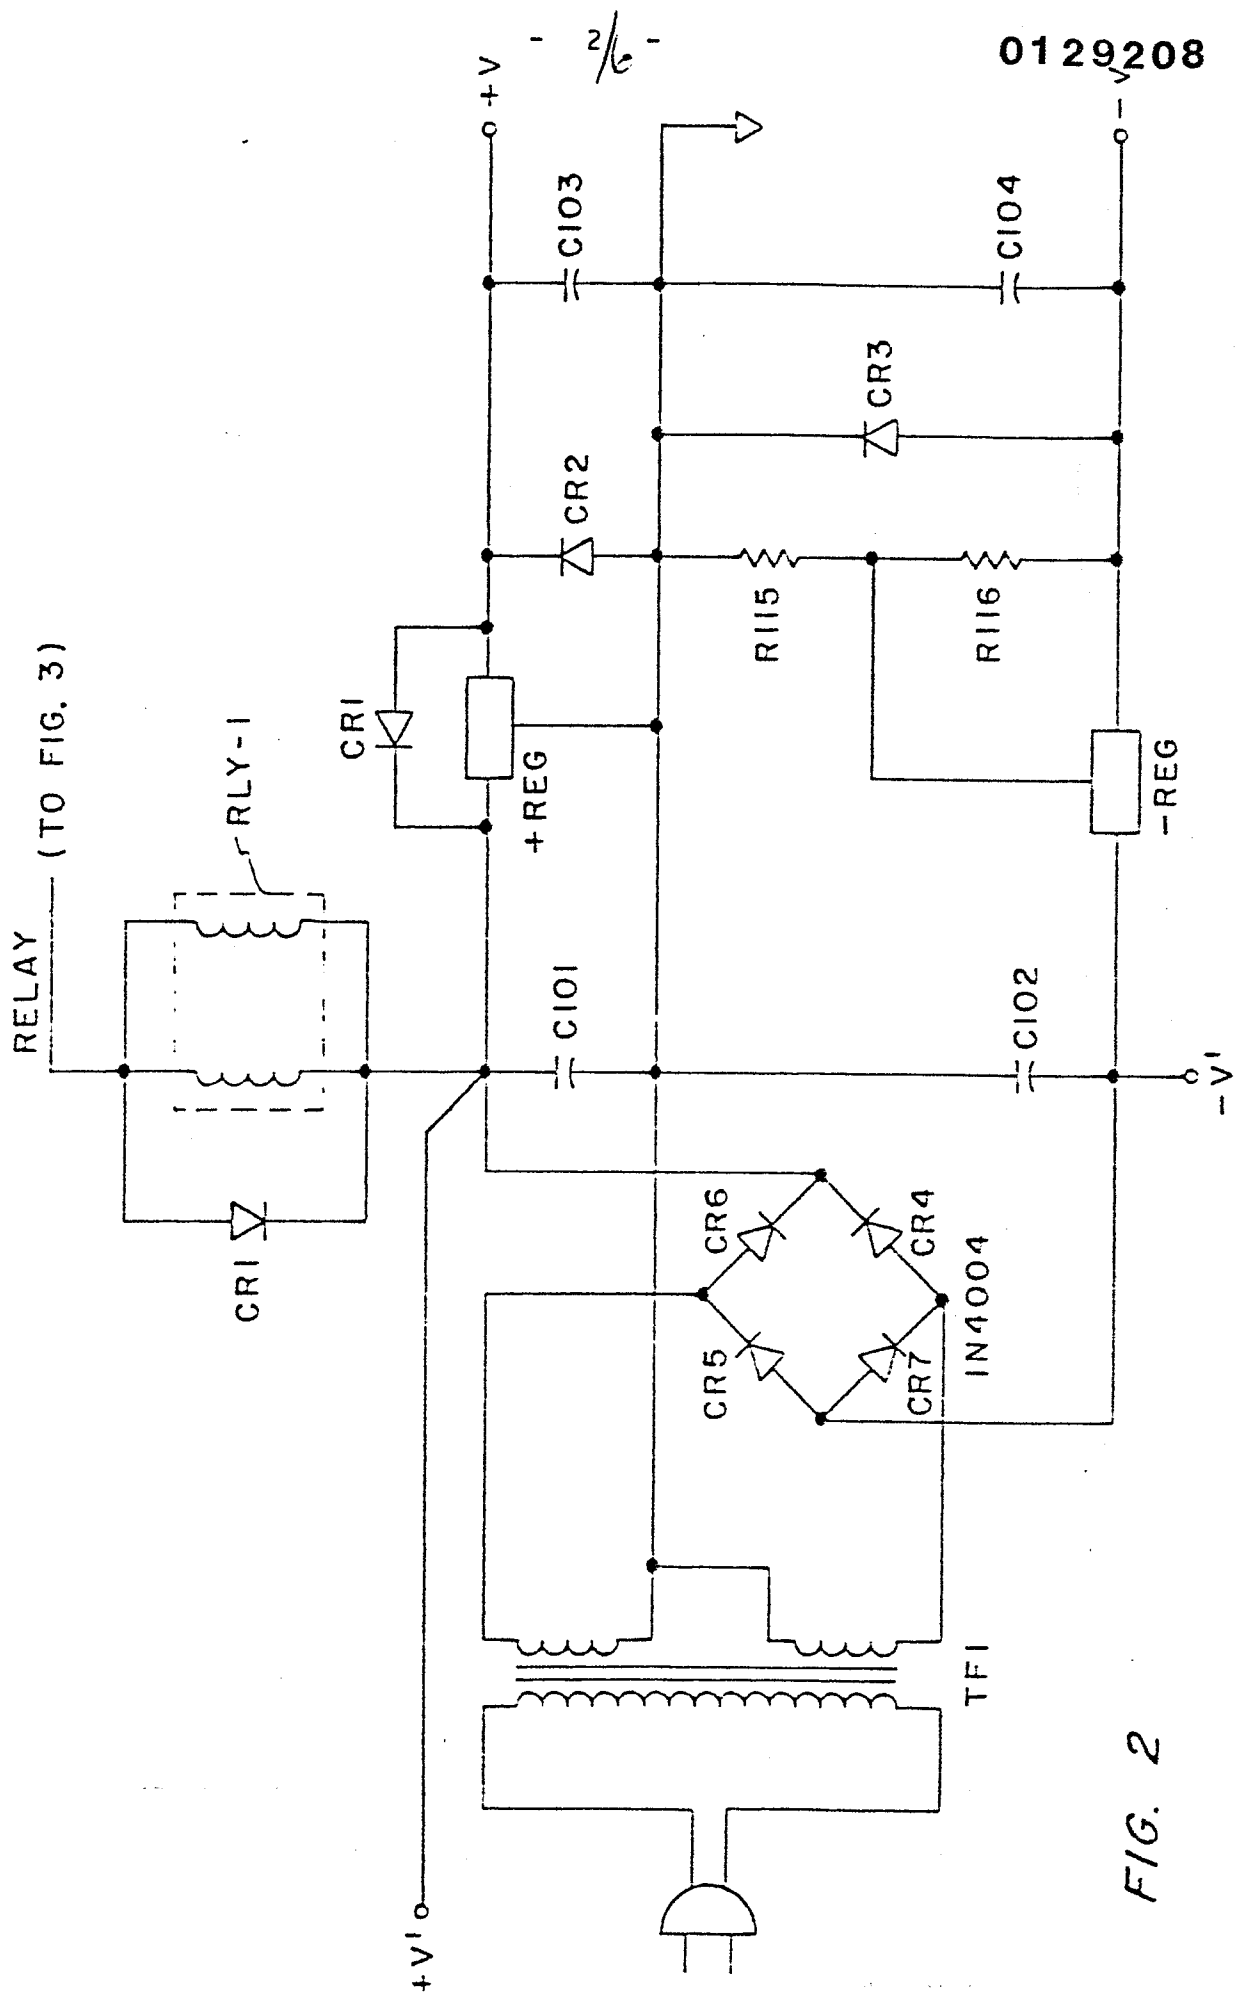 - 2/6 -
0129208
RELAY (TO FIG. 3)
RLY-1
CR1
CR1
+REG
+V
C101
CR2
C103
+V'
CR6
CR5
CR4
CR7
IN4004
R115
R116
CR3
C104
C102
-REG
-V
-V'
TF1
FIG. 2